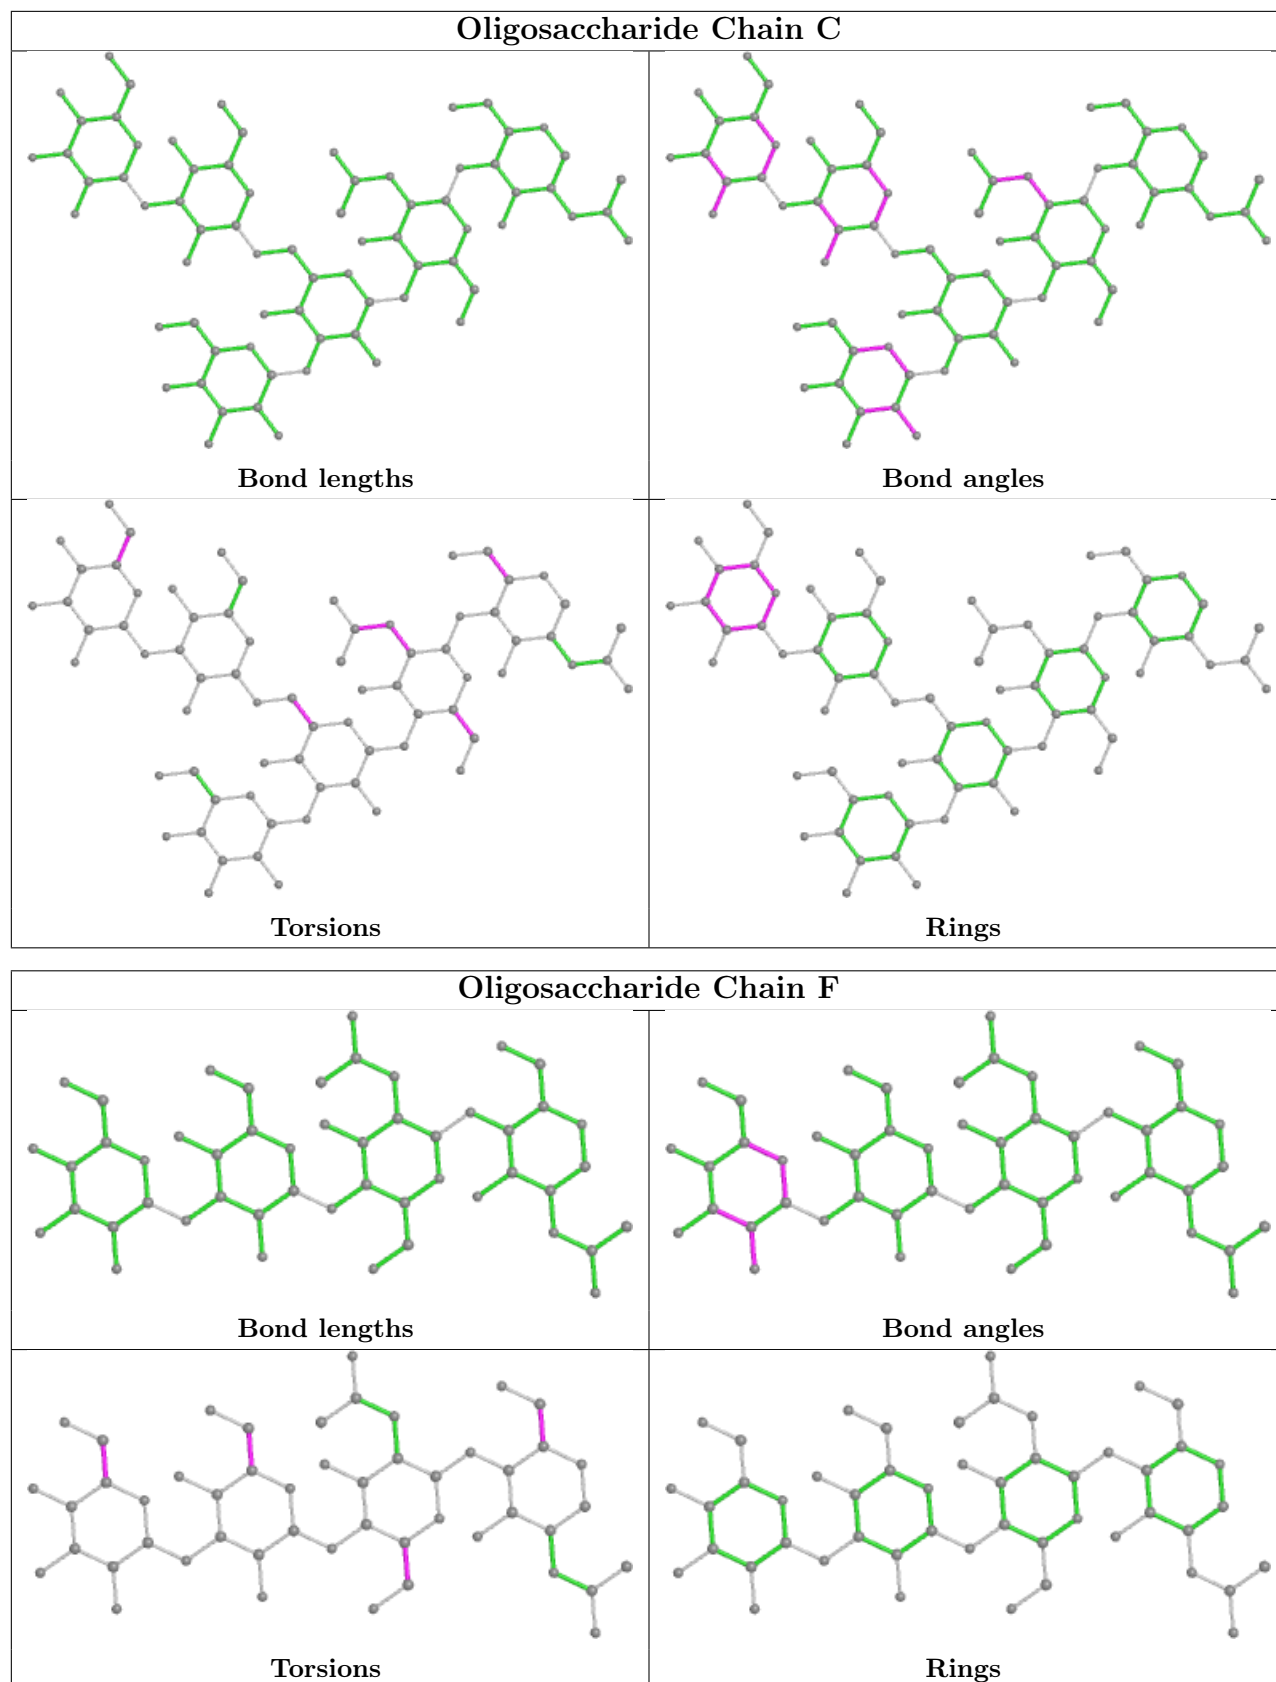 Oligosaccharide Chain C
Bond lengths
Bond angles
Torsions
Rings
Oligosaccharide Chain F
Bond lengths
Bond angles
Torsions
Rings